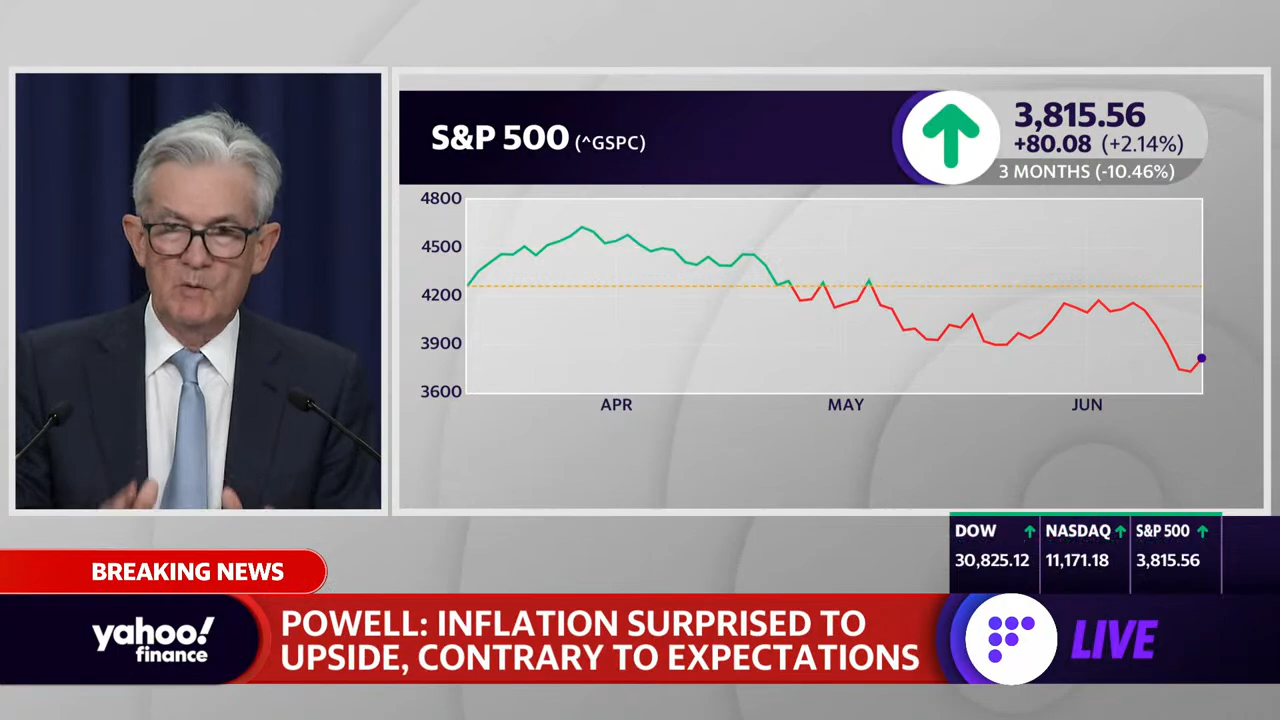 S&P 500 (^GSPC)
3,815.56
+80.08 (+2.14%)
3 MONTHS (-10.46%)
4800
4500
4200
3900
3600
APR MAY JUN
DOW NASDAQ S&P 500
30,825.12 11,171.18 3,815.56
BREAKING NEWS
yahoo!
finance
POWELL: INFLATION SURPRISED TO
UPSIDE, CONTRARY TO EXPECTATIONS
LIVE